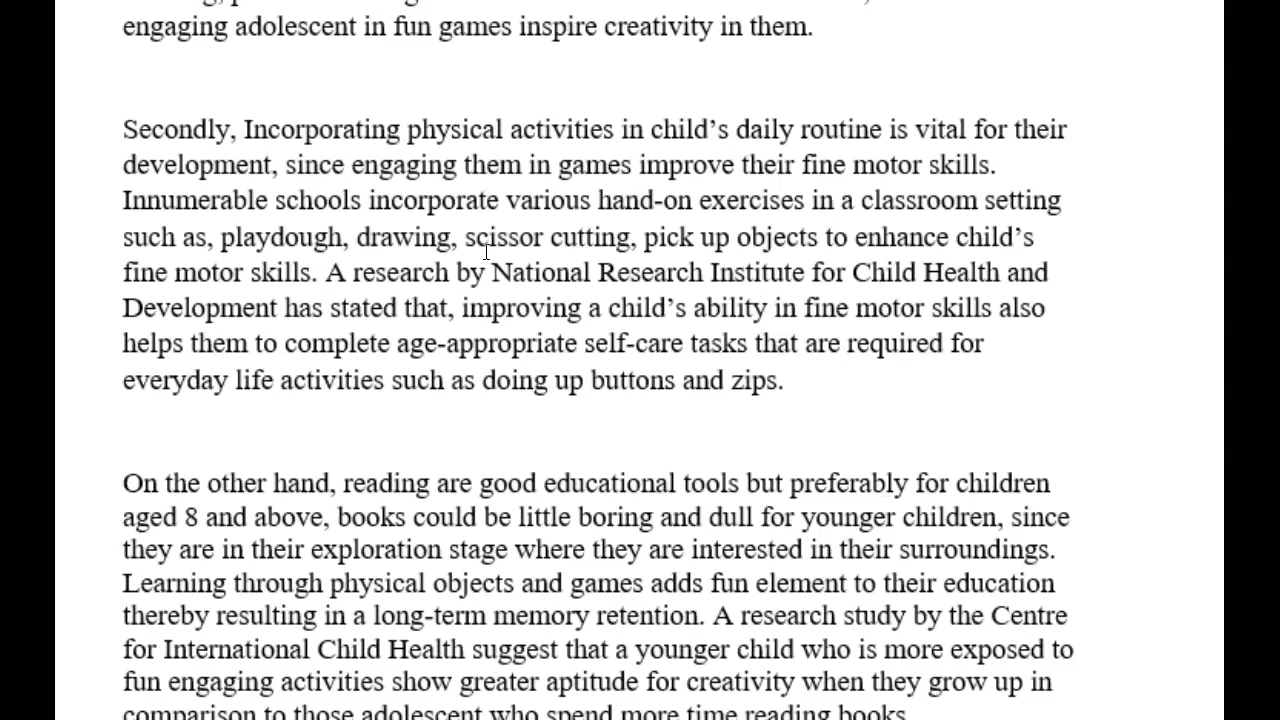 engaging adolescent in fun games inspire creativity in them.
Secondly, Incorporating physical activities in child’s daily routine is vital for their
development, since engaging them in games improve their fine motor skills.
Innumerable schools incorporate various hand-on exercises in a classroom setting
such as, playdough, drawing, scissor cutting, pick up objects to enhance child’s
fine motor skills. A research by National Research Institute for Child Health and
Development has stated that, improving a child’s ability in fine motor skills also
helps them to complete age-appropriate self-care tasks that are required for
everyday life activities such as doing up buttons and zips.
On the other hand, reading are good educational tools but preferably for children
aged 8 and above, books could be little boring and dull for younger children, since
they are in their exploration stage where they are interested in their surroundings.
Learning through physical objects and games adds fun element to their education
thereby resulting in a long-term memory retention. A research study by the Centre
for International Child Health suggest that a younger child who is more exposed to
fun engaging activities show greater aptitude for creativity when they grow up in
comparison to those adolescent who spend more time reading books.